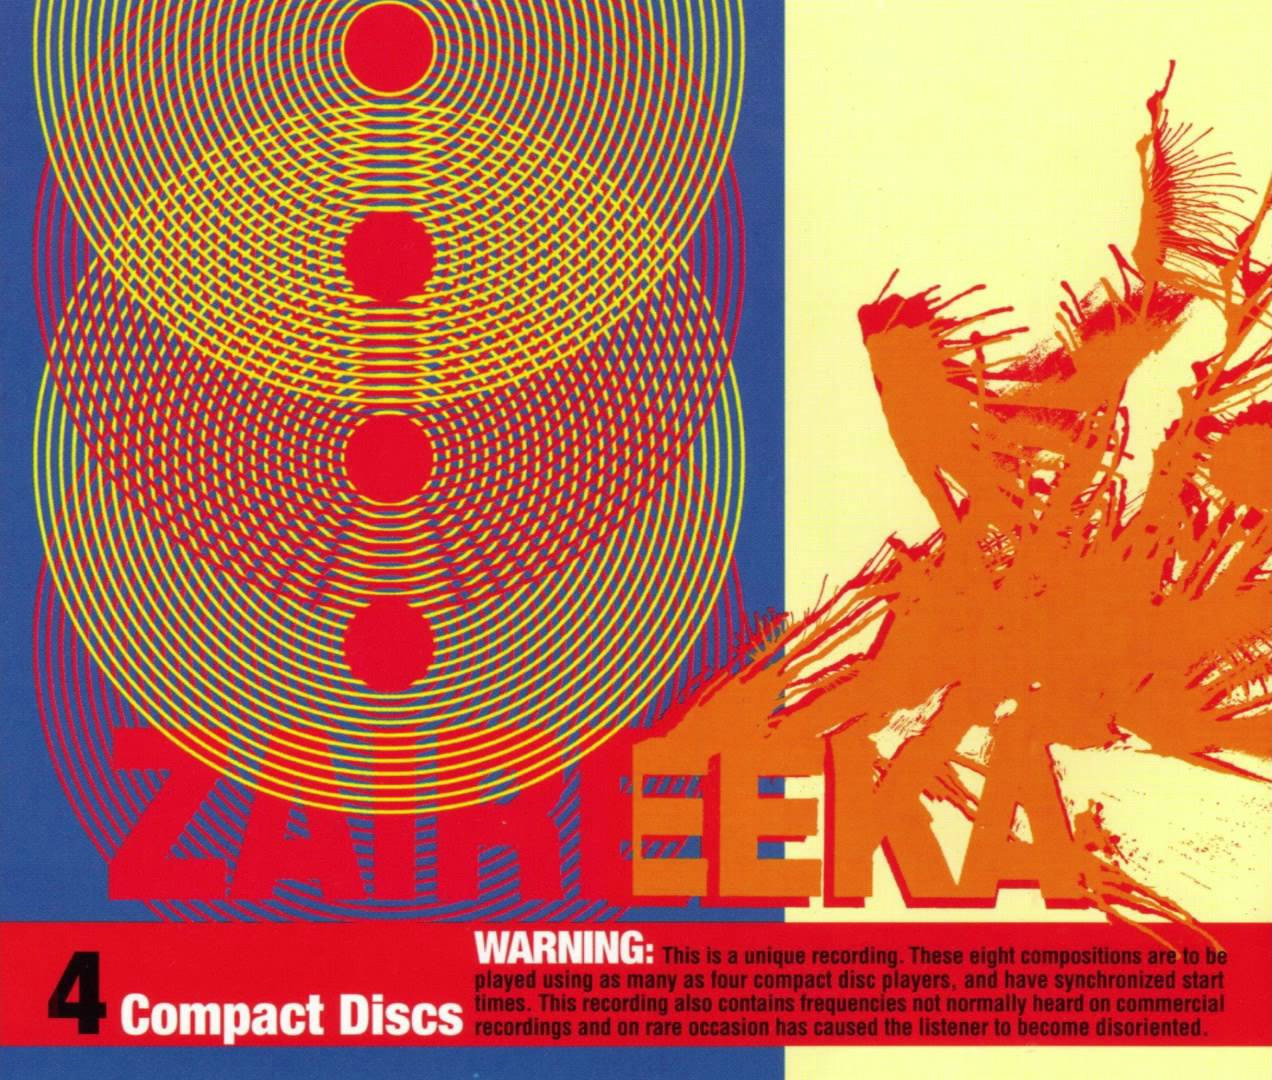 ZAIREEKA
4 Compact Discs
WARNING: This is a unique recording. These eight compositions are to be
played using as many as four compact disc players, and have synchronized start
times. This recording also contains frequencies not normally heard on commercial
recordings and on rare occasion has caused the listener to become disoriented.